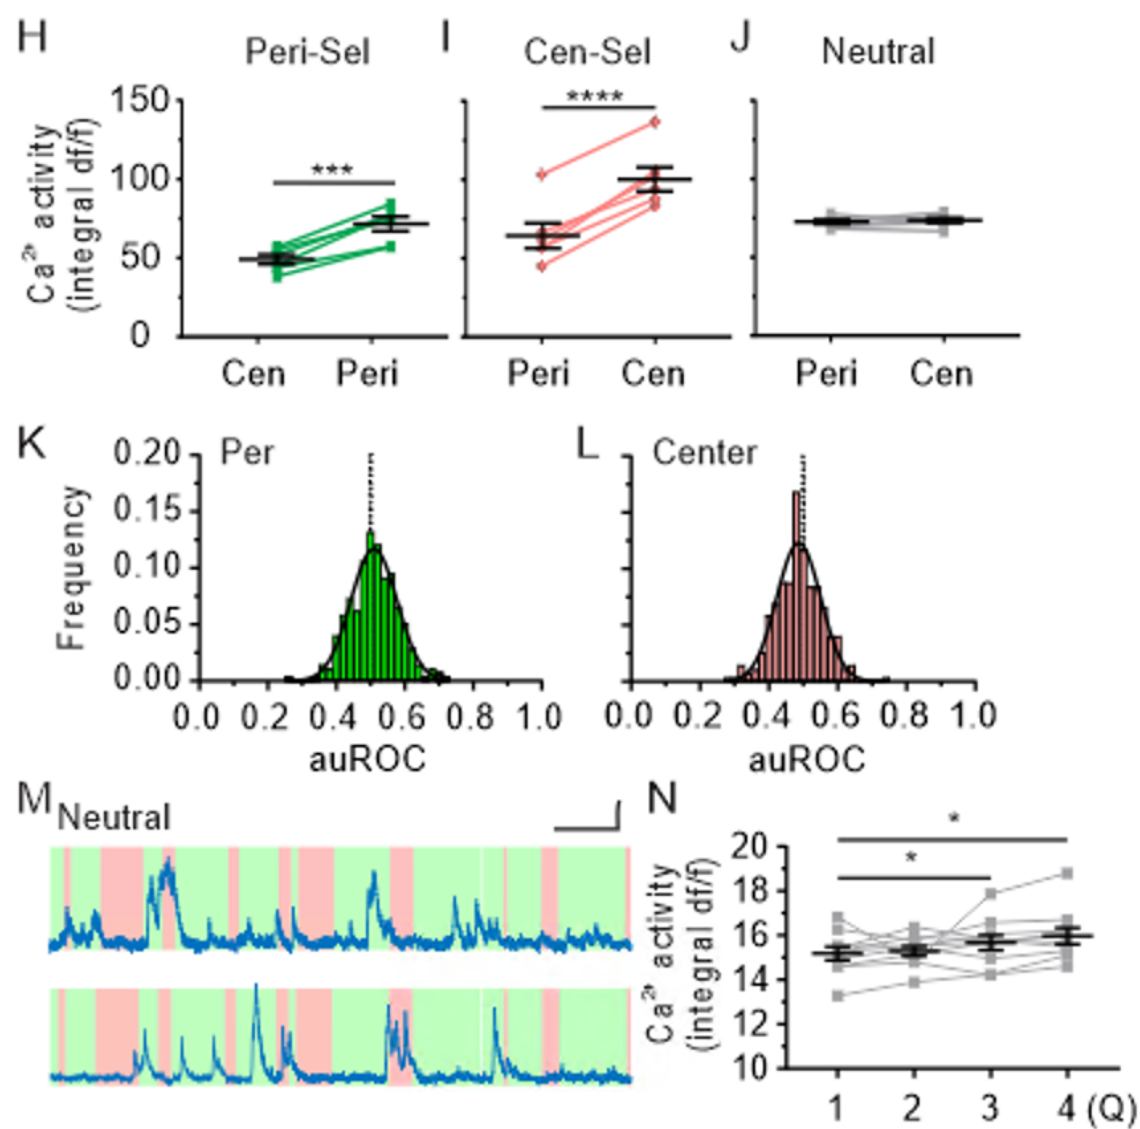 H Peri-Sel I Cen-Sel J Neutral
*** ****
150
100
50
0
Ca²⁺ activity
(integral df/f)
Cen Peri Peri Cen Peri Cen
K Per L Center
0.20
0.15
0.10
0.05
0.00
Frequency
0.0 0.2 0.4 0.6 0.8 1.0 0.0 0.2 0.4 0.6 0.8 1.0
auROC auROC
M Neutral N
*
*
20
18
16
14
12
10
Ca²⁺ activity
(integral df/f)
1 2 3 4 (Q)